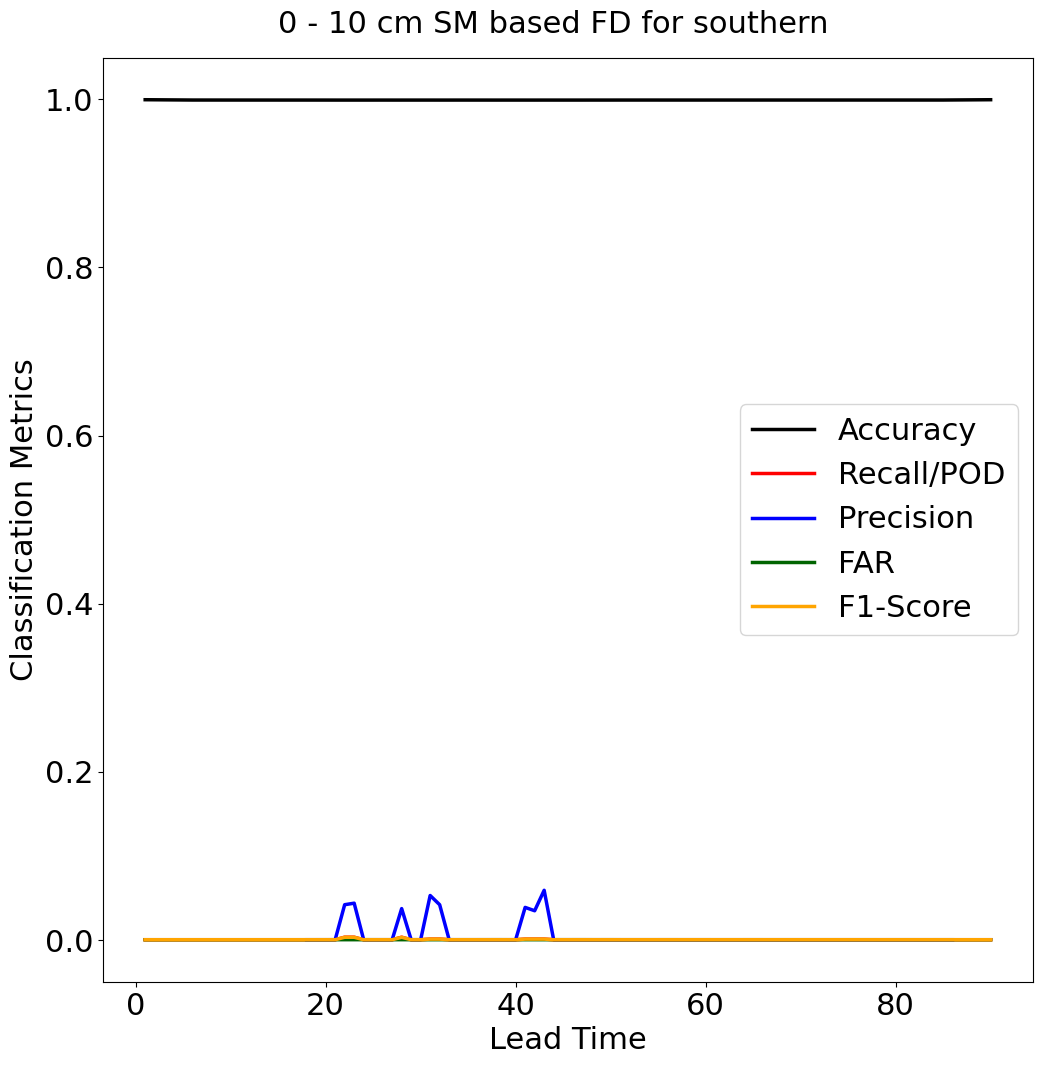 0 - 10 cm SM based FD for southern
1.0
0.8
0.6
0.4
0.2
0.0
Classification Metrics
Accuracy
Recall/POD
Precision
FAR
F1-Score
0 20 40 60 80
Lead Time